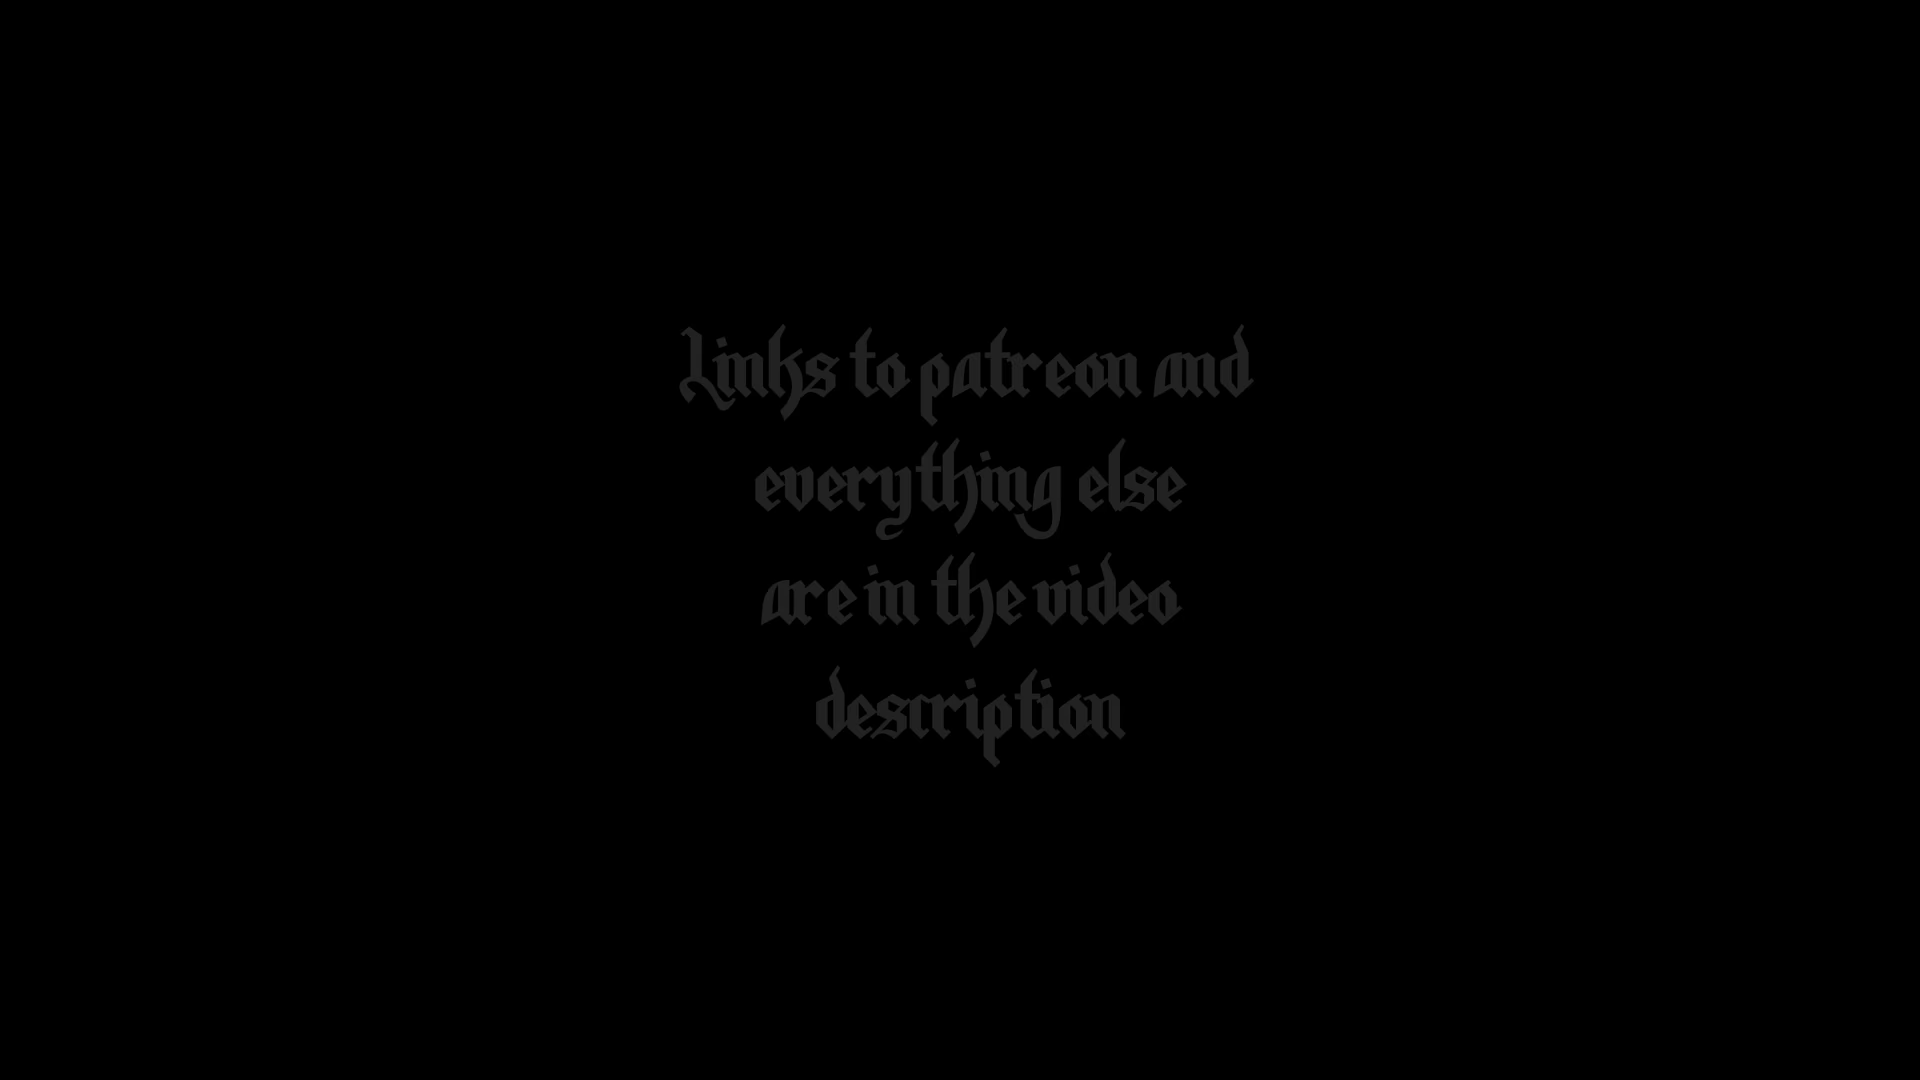 Links to patreon and
everything else
are in the video
description